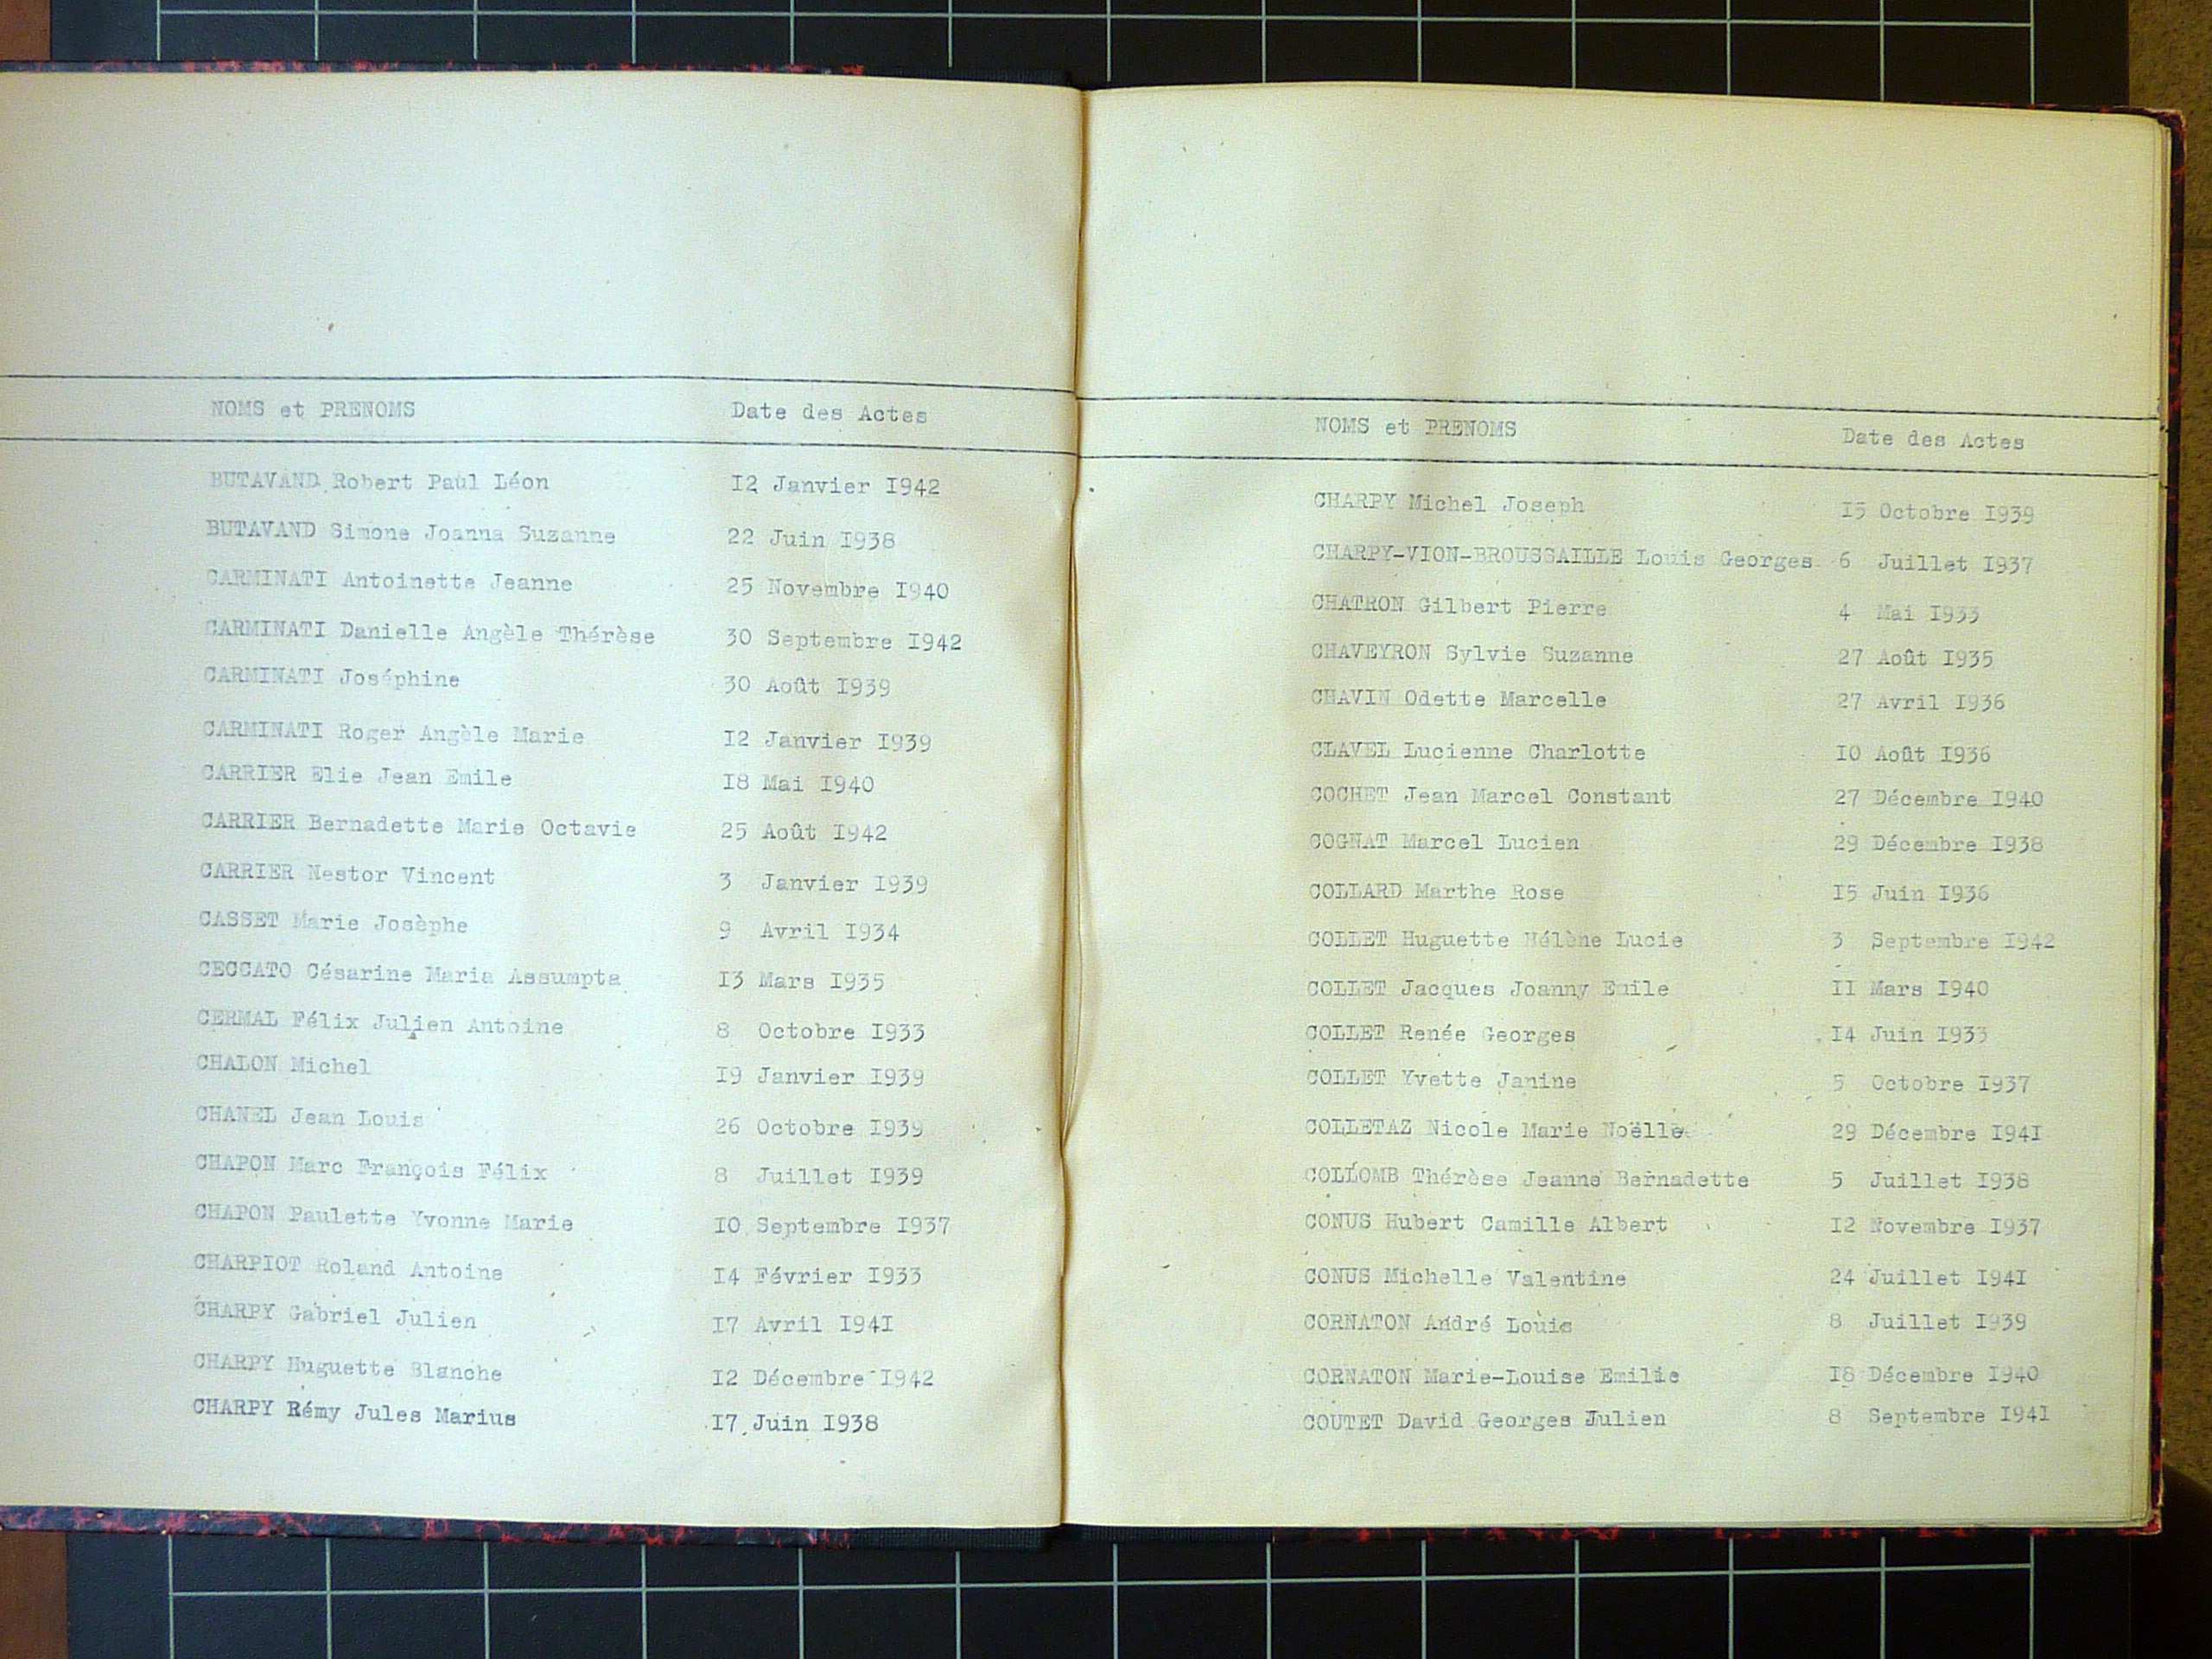 NOMS et PRENOMS Date des Actes
BUTAVAND Robert Paul Léon 12 Janvier 1942
BUTAVAND Simone Joanna Suzanne 22 Juin 1938
CARMINATI Antoinette Jeanne 25 Novembre 1940
CARMINATI Danielle Angèle Thérèse 30 Septembre 1942
CARMINATI Joséphine 30 Août 1939
CARMINATI Roger Angèle Marie 12 Janvier 1939
CARRIER Elie Jean Emile 18 Mai 1940
CARRIER Bernadette Marie Octavie 25 Août 1942
CARRIER Nestor Vincent 3 Janvier 1939
CASSET Marie Josèphe 9 Avril 1934
CECCATO Césarine Maria Assumpta 13 Mars 1935
CERMAL Félix Julien Antoine 8 Octobre 1933
CHALON Michel 19 Janvier 1939
CHANEL Jean Louis 26 Octobre 1939
CHAPON Marc François Félix 8 Juillet 1939
CHAPON Paulette Yvonne Marie 10 Septembre 1937
CHARPIOT Roland Antoine 14 Février 1933
CHARPY Gabriel Julien 17 Avril 1941
CHARPY Huguette Blanche 12 Décembre 1942
CHARPY Rémy Jules Marius 17 Juin 1938
NOMS et PRENOMS Date des Actes
CHARPY Michel Joseph Octobre 1939
CHARPY-VION-BROUSSAILLE Louis Georges 6 Juillet 1937
CHATRON Gilbert Pierre 4 Mai 1933
CHAVEYRON Sylvie Suzanne 27 Août 1935
CHAVIN Odette Marcelle 27 Avril 1936
CLAVEL Lucienne Charlotte 10 Août 1936
COCHET Jean Marcel Constant 27 Décembre 1940
COGNAT Marcel Lucien 29 Décembre 1938
COLLARD Marthe Rose 15 Juin 1936
COLLET Huguette Hélène Lucie 3 Septembre 1942
COLLET Jacques Joanny Emile 11 Mars 1940
COLLET Renée Georges 14 Juin 1933
COLLET Yvette Janine 5 Octobre 1937
COLLETAZ Nicole Marie Noëlle 29 Décembre 1941
COLLOMB Thérèse Jeanne Bernadette 5 Juillet 1938
CONUS Hubert Camille Albert 12 Novembre 1937
CONUS Michelle Valentine 24 Juillet 1941
CORNATON André Louis 8 Juillet 1939
CORNATON Marie-Louise Emilie 18 Décembre 1940
COUTET David Georges Julien 8 Septembre 1941